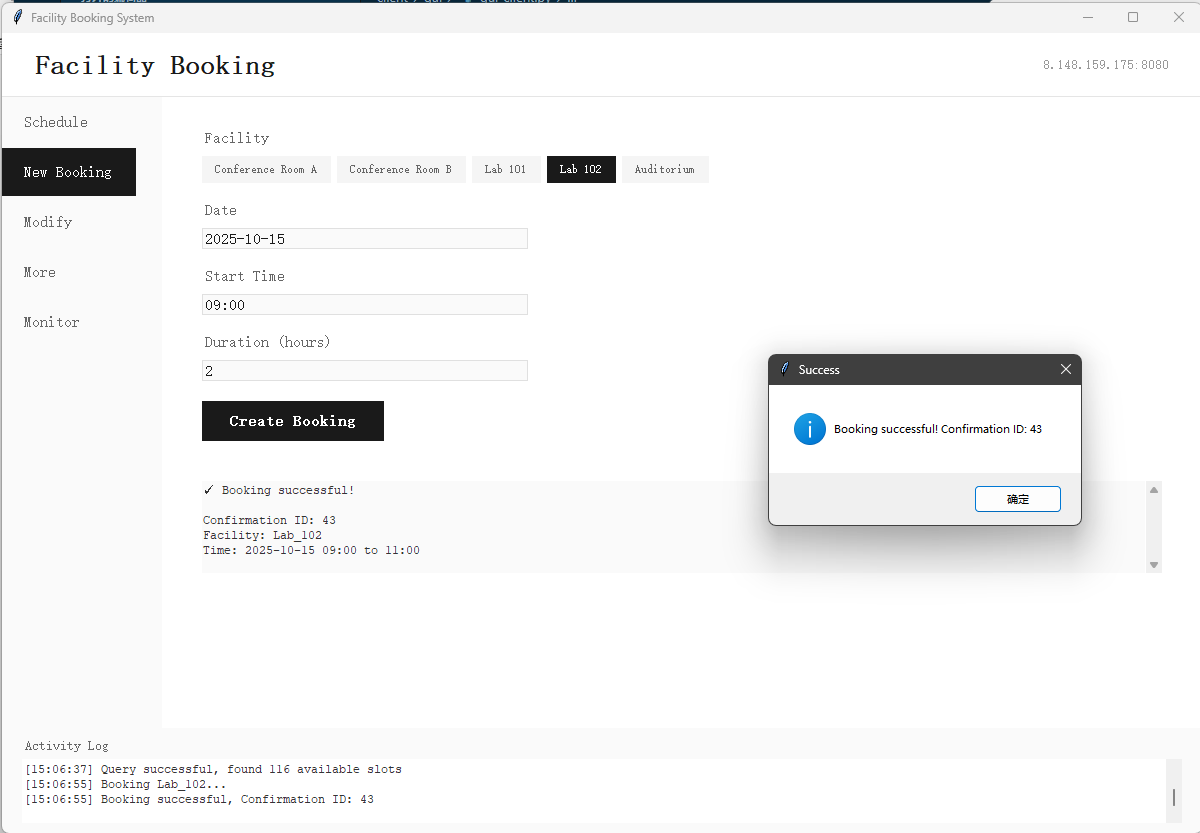 Facility Booking System
Facility Booking
8.148.159.175:8080
Schedule
New Booking
Modify
More
Monitor
Facility
Conference Room A
Conference Room B
Lab 101
Lab 102
Auditorium
Date
2025-10-15
Start Time
09:00
Duration (hours)
2
Create Booking
✓ Booking successful!
Confirmation ID: 43
Facility: Lab_102
Time: 2025-10-15 09:00 to 11:00
Success
Booking successful! Confirmation ID: 43
确定
Activity Log
[15:06:37] Query successful, found 116 available slots
[15:06:55] Booking Lab_102...
[15:06:55] Booking successful, Confirmation ID: 43